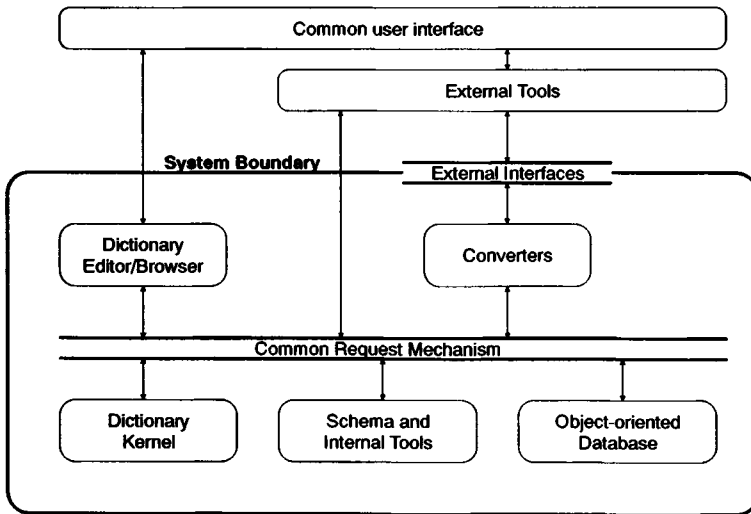 Common user interface
External Tools
System Boundary
External Interfaces
Dictionary
Editor/Browser
Converters
Common Request Mechanism
Dictionary
Kernel
Schema and
Internal Tools
Object-oriented
Database